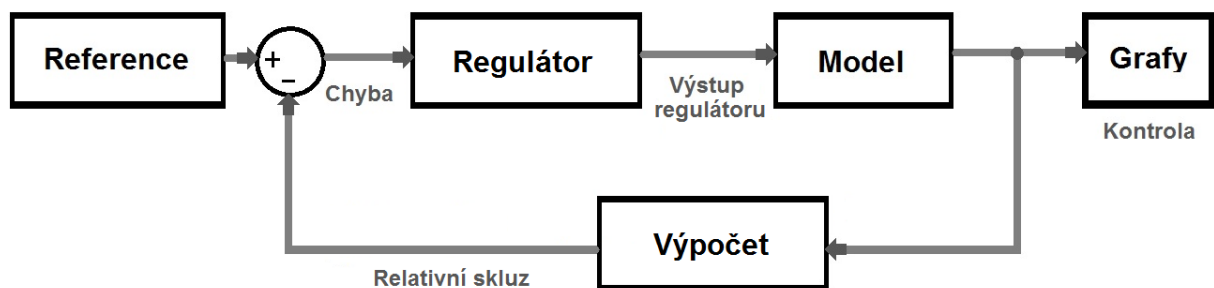 Reference
+
−
Chyba
Regulátor
Výstup
regulátoru
Model
Grafy
Kontrola
Výpočet
Relativní skluz